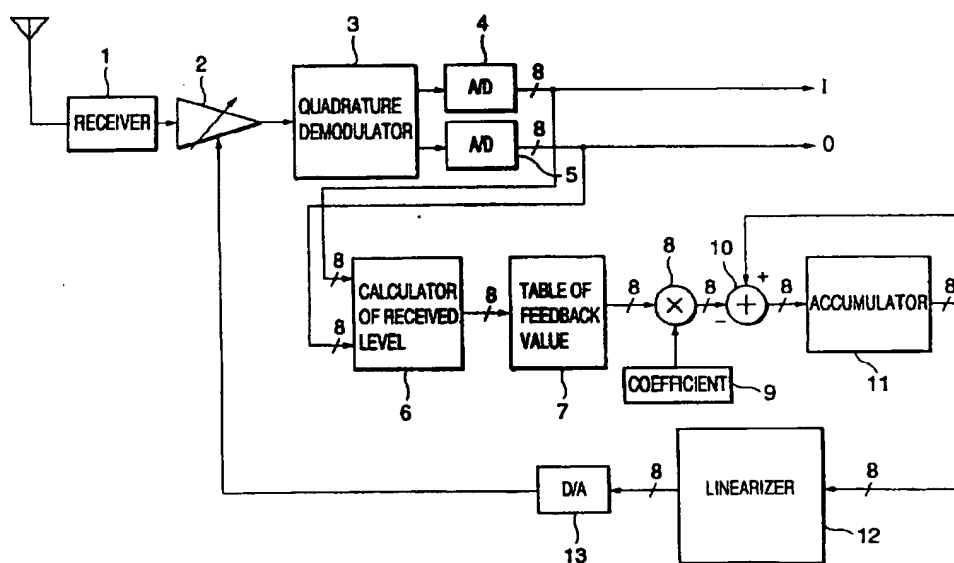 3
4
1
2
8
A/D
I
QUADRATURE
DEMODULATOR
RECEIVER
8
A/D
O
5
8
10
8
CALCULATOR
OF RECEIVED
LEVEL
8
TABLE OF
FEEDBACK
VALUE
8
×
8
−
+
+
8
ACCUMULATOR
8
8
COEFFICIENT
9
11
6
7
8
LINEARIZER
8
D/A
13
12